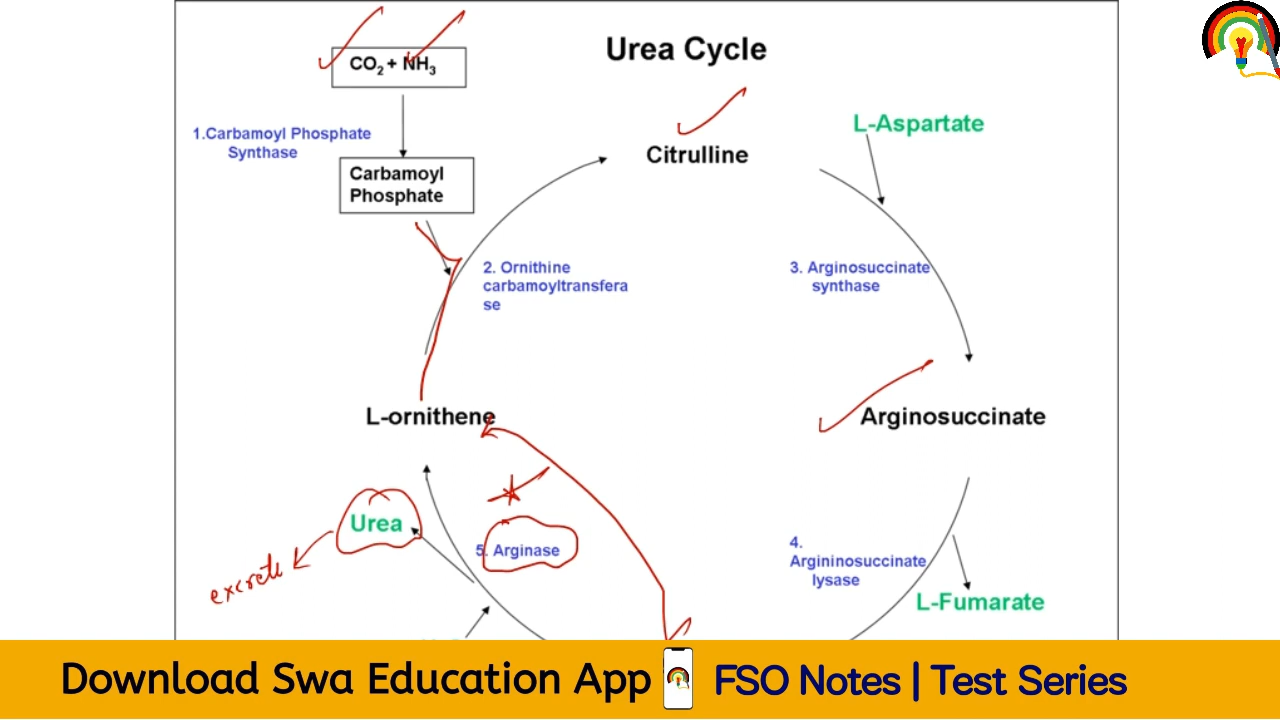 Urea Cycle
CO2 + NH3
1.Carbamoyl Phosphate
Synthase
Carbamoyl
Phosphate
Citrulline
L-Aspartate
2. Ornithine
carbamoyltransfera
se
3. Arginosuccinate
synthase
L-ornithene
Arginosuccinate
Urea
excrete
5. Arginase
4.
Argininosuccinate
lysase
L-Fumarate
Download Swa Education App
FSO Notes | Test Series